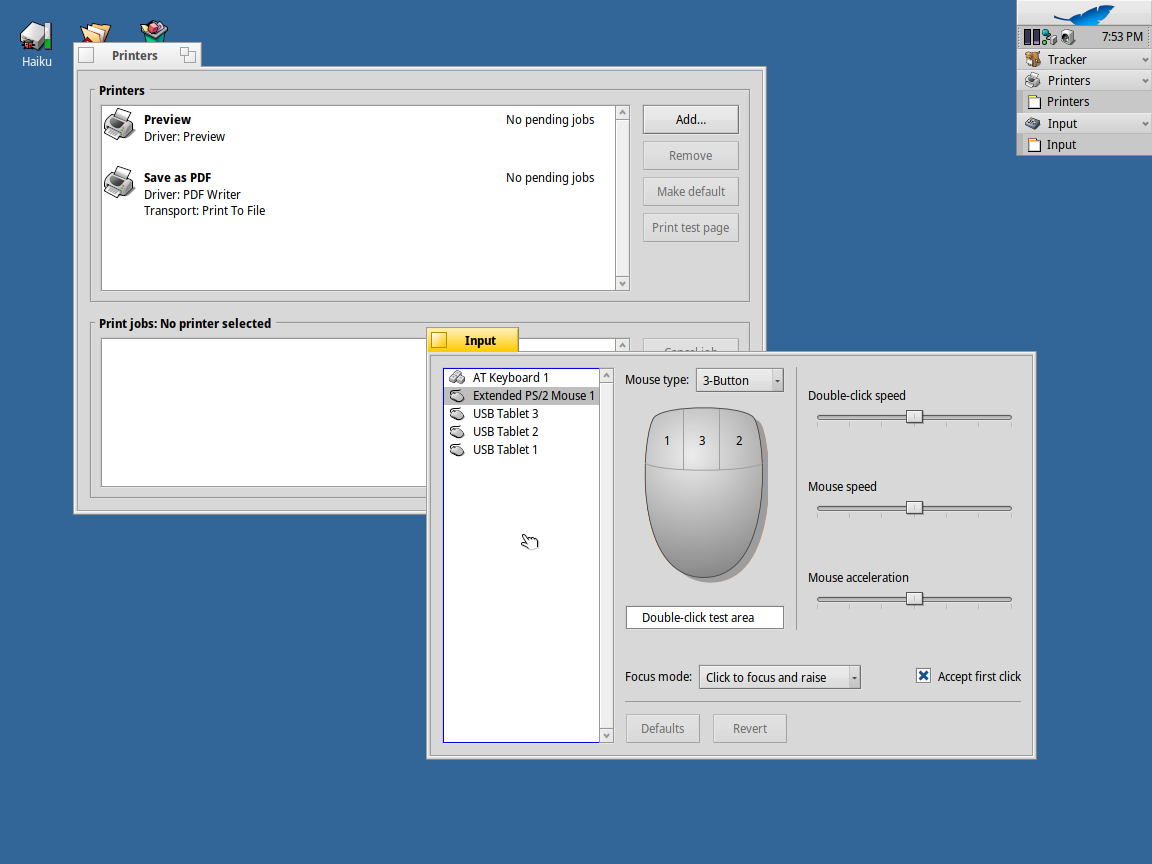 Haiku
7:53 PM
Tracker
Printers
Printers
Input
Input
Printers
Printers
Preview
No pending jobs
Driver: Preview
Save as PDF
No pending jobs
Driver: PDF Writer
Transport: Print To File
Add...
Remove
Make default
Print test page
Print jobs: No printer selected
Cancel job
Input
AT Keyboard 1
Extended PS/2 Mouse 1
USB Tablet 3
USB Tablet 2
USB Tablet 1
Mouse type: 3-Button
1 3 2
Double-click test area
Double-click speed
Mouse speed
Mouse acceleration
Focus mode: Click to focus and raise
Accept first click
Defaults
Revert